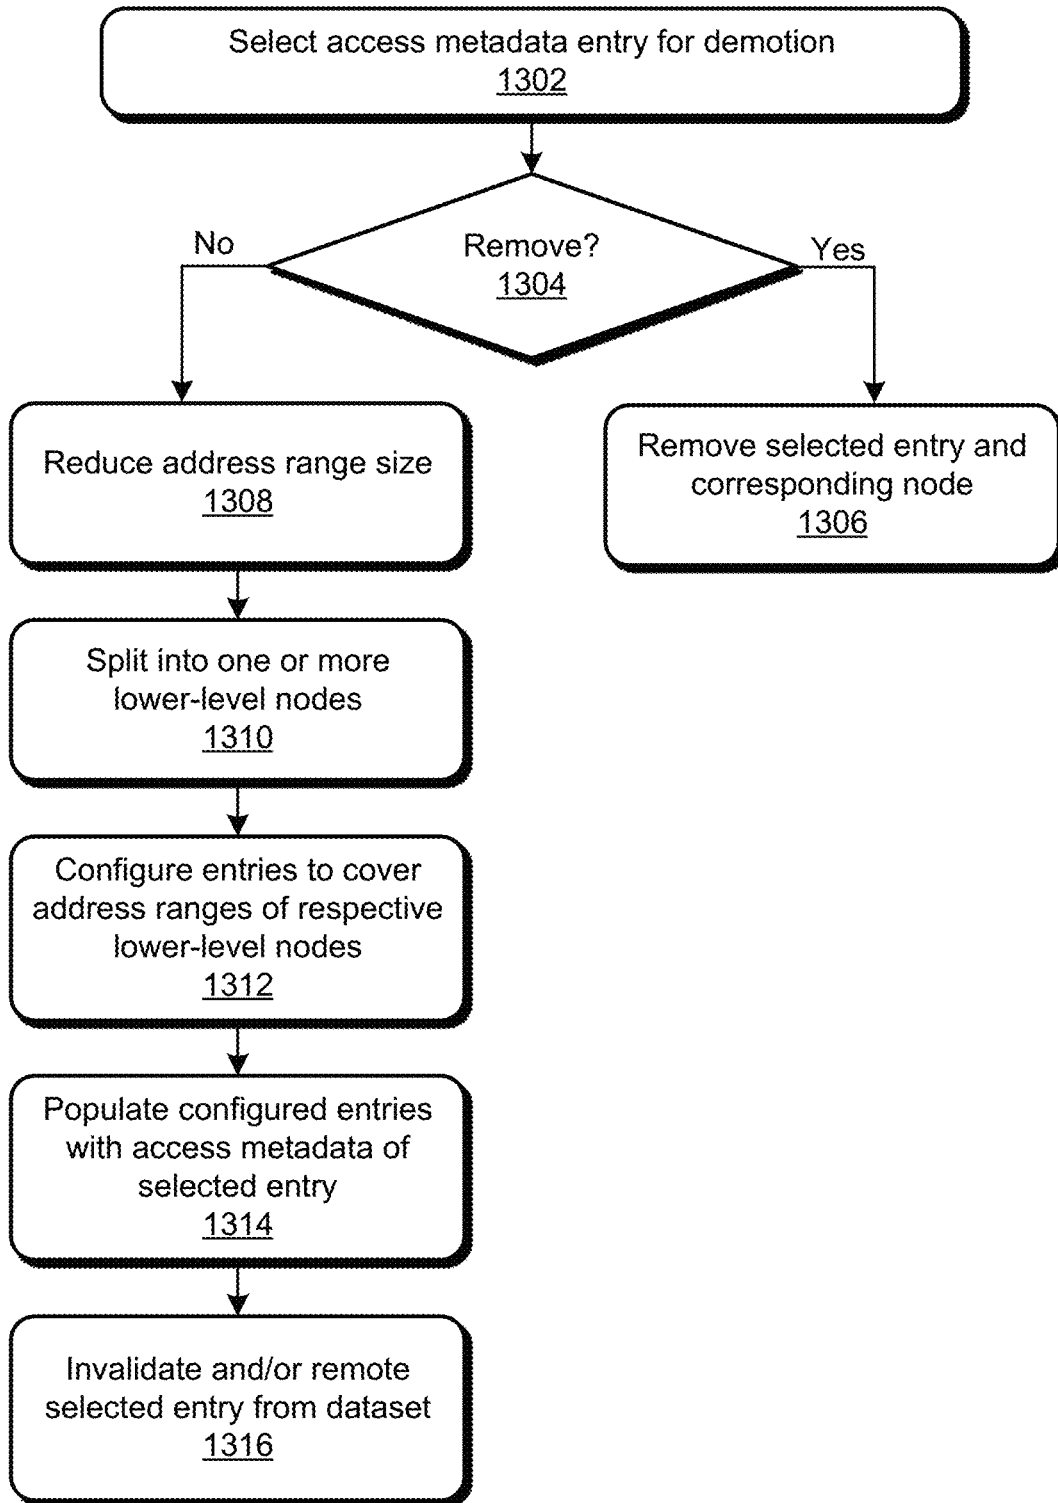 Select access metadata entry for demotion
1302
Remove?
1304
No
Yes
Reduce address range size
1308
Remove selected entry and
corresponding node
1306
Split into one or more
lower-level nodes
1310
Configure entries to cover
address ranges of respective
lower-level nodes
1312
Populate configured entries
with access metadata of
selected entry
1314
Invalidate and/or remote
selected entry from dataset
1316